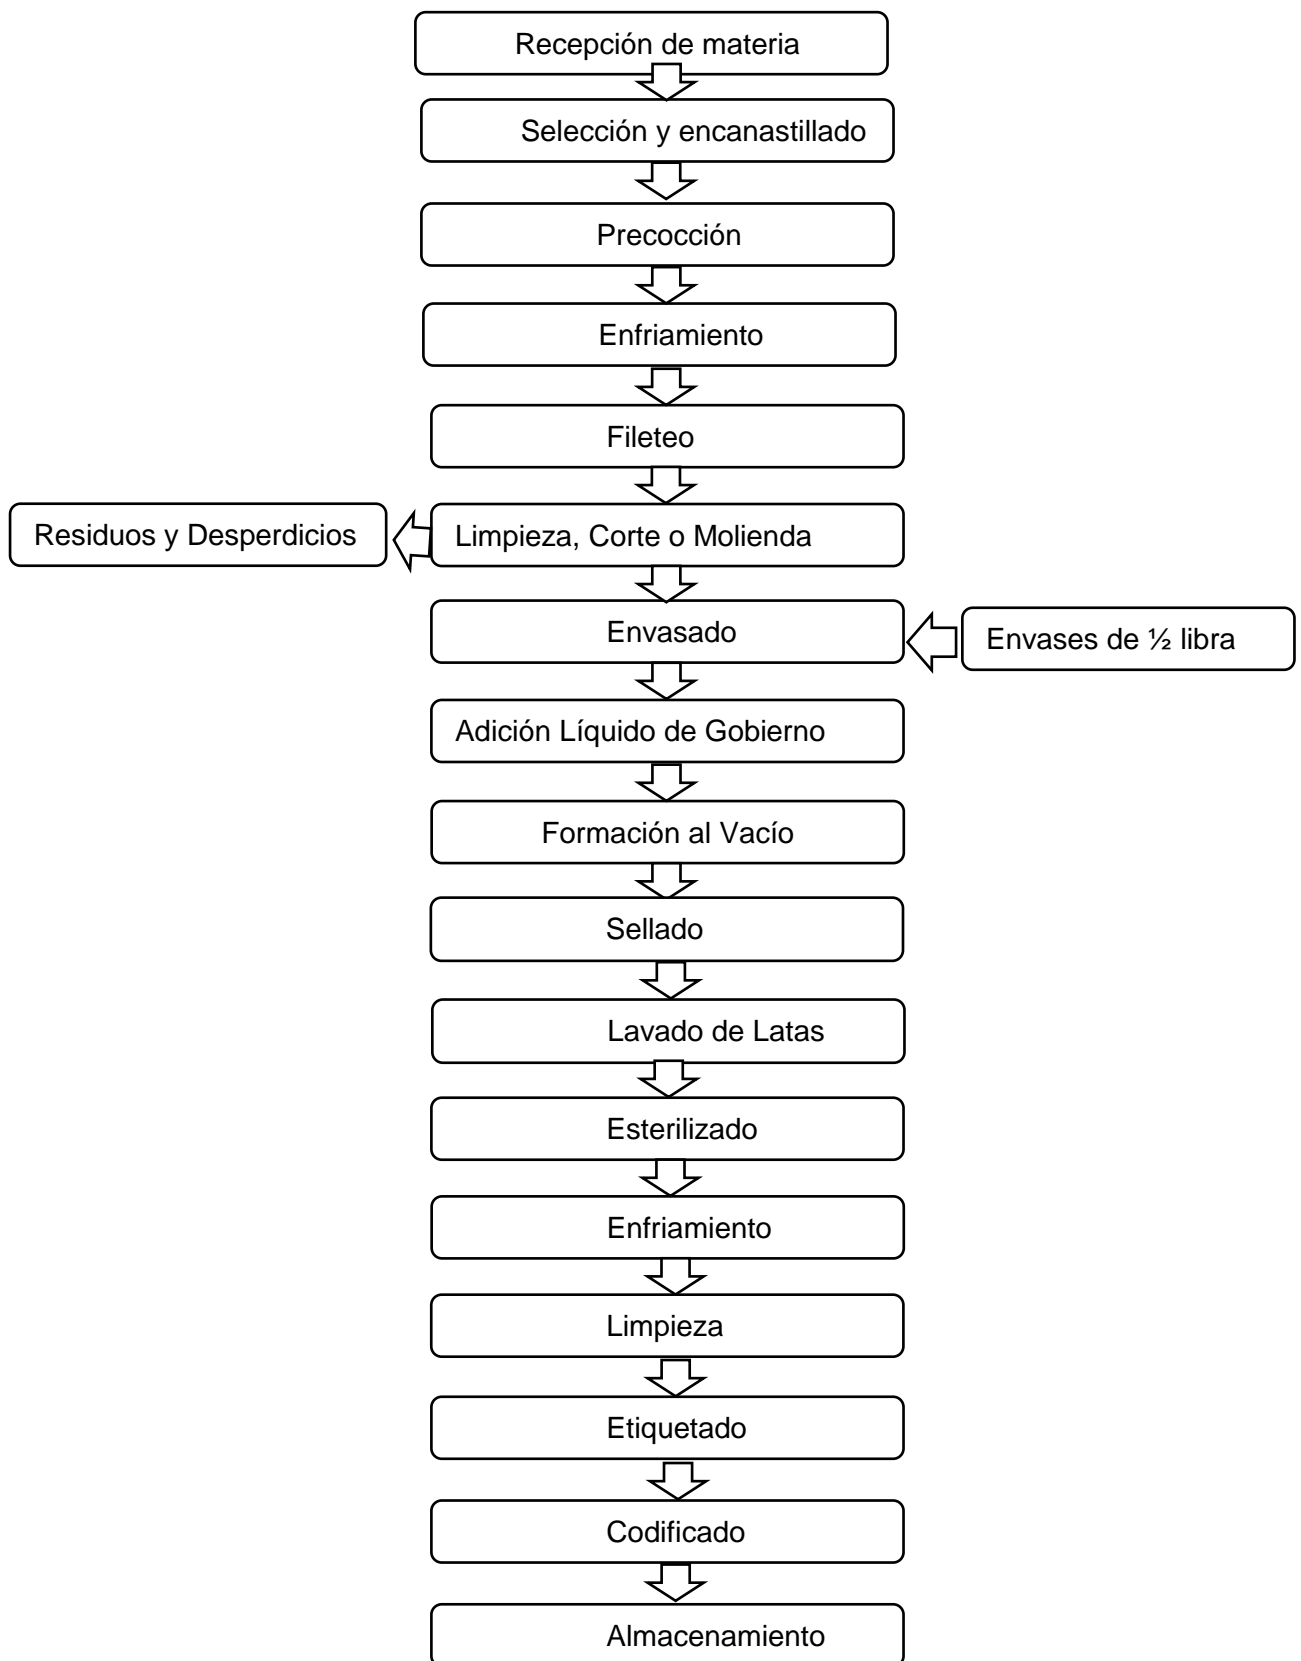 Recepción de materia
Selección y encanastillado
Precocción
Enfriamiento
Fileteo
Residuos y Desperdicios
Limpieza, Corte o Molienda
Envasado
Envases de ½ libra
Adición Líquido de Gobierno
Formación al Vacío
Sellado
Lavado de Latas
Esterilizado
Enfriamiento
Limpieza
Etiquetado
Codificado
Almacenamiento